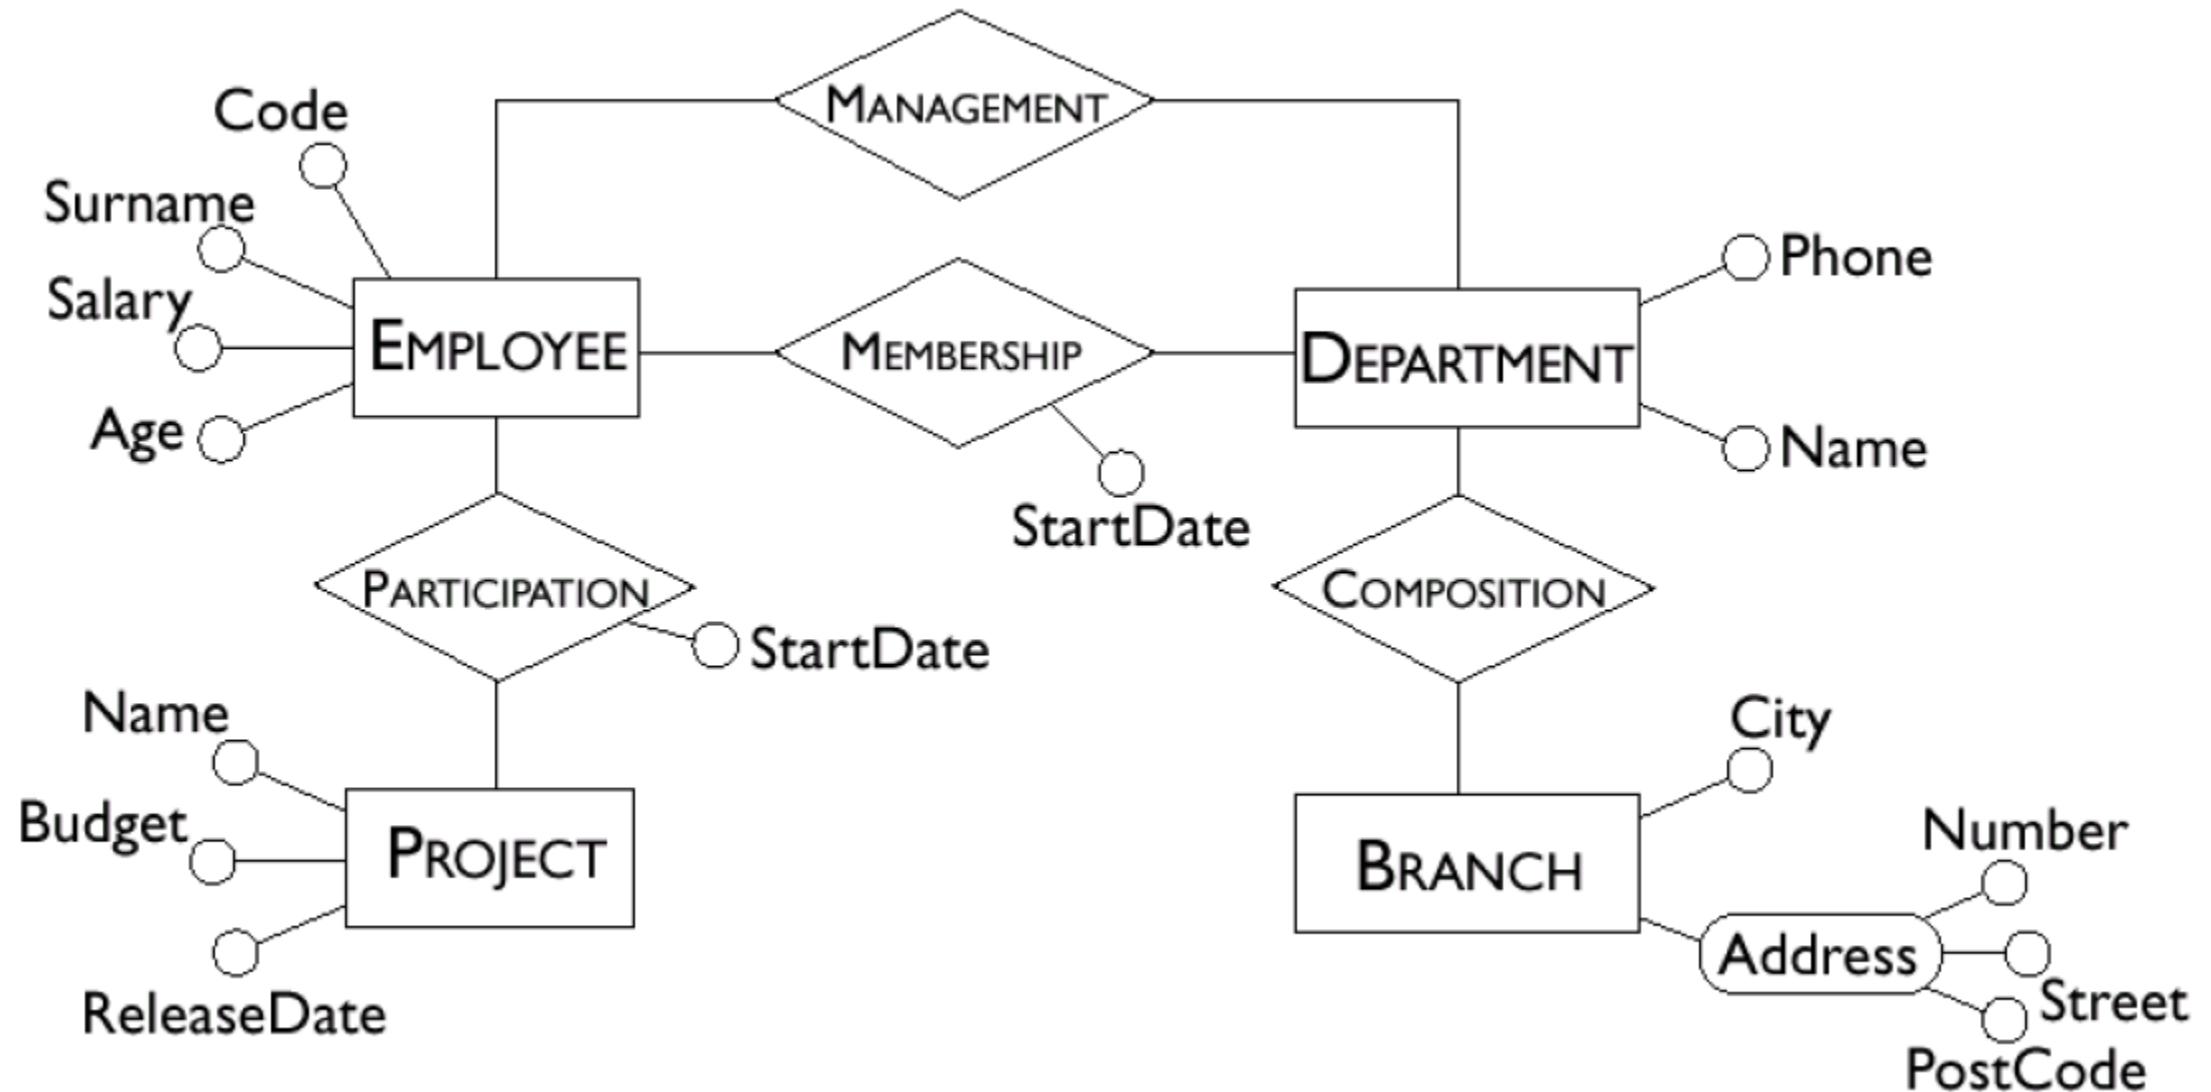 MANAGEMENT
Code
Surname
Salary
Age
EMPLOYEE
MEMBERSHIP
StartDate
DEPARTMENT
Phone
Name
PARTICIPATION
StartDate
COMPOSITION
Name
Budget
ReleaseDate
PROJECT
BRANCH
City
Address
Number
Street
PostCode